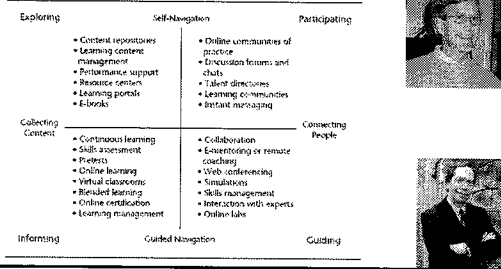 Exploring Self-Navigation Participating
• Content repositories
• Learning content
management
• Performance support
• Resource centers
• Learning portals
• E-books
• Online communities of
practice
• Discussion forums and
chats
• Talent directories
• Learning communities
• Instant messaging
Collecting
Content
Connecting
People
• Continuous learning
• Skills assessment
• Pretests
• Online learning
• Virtual classrooms
• Blended learning
• Online certification
• Learning management
• Collaboration
• E-mentoring or remote
coaching
• Web conferencing
• Simulations
• Skills management
• Interaction with experts
• Online labs
Informing Guided Navigation Guiding